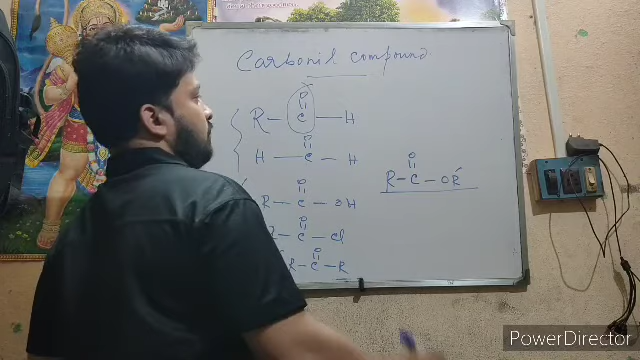 Carbonil compound
O
||
R - C - H
O
||
H - C - H
O
||
R - C - OH
O
||
C - Cl
O
||
R - C - R
O
||
R - C - OR'
PowerDirector